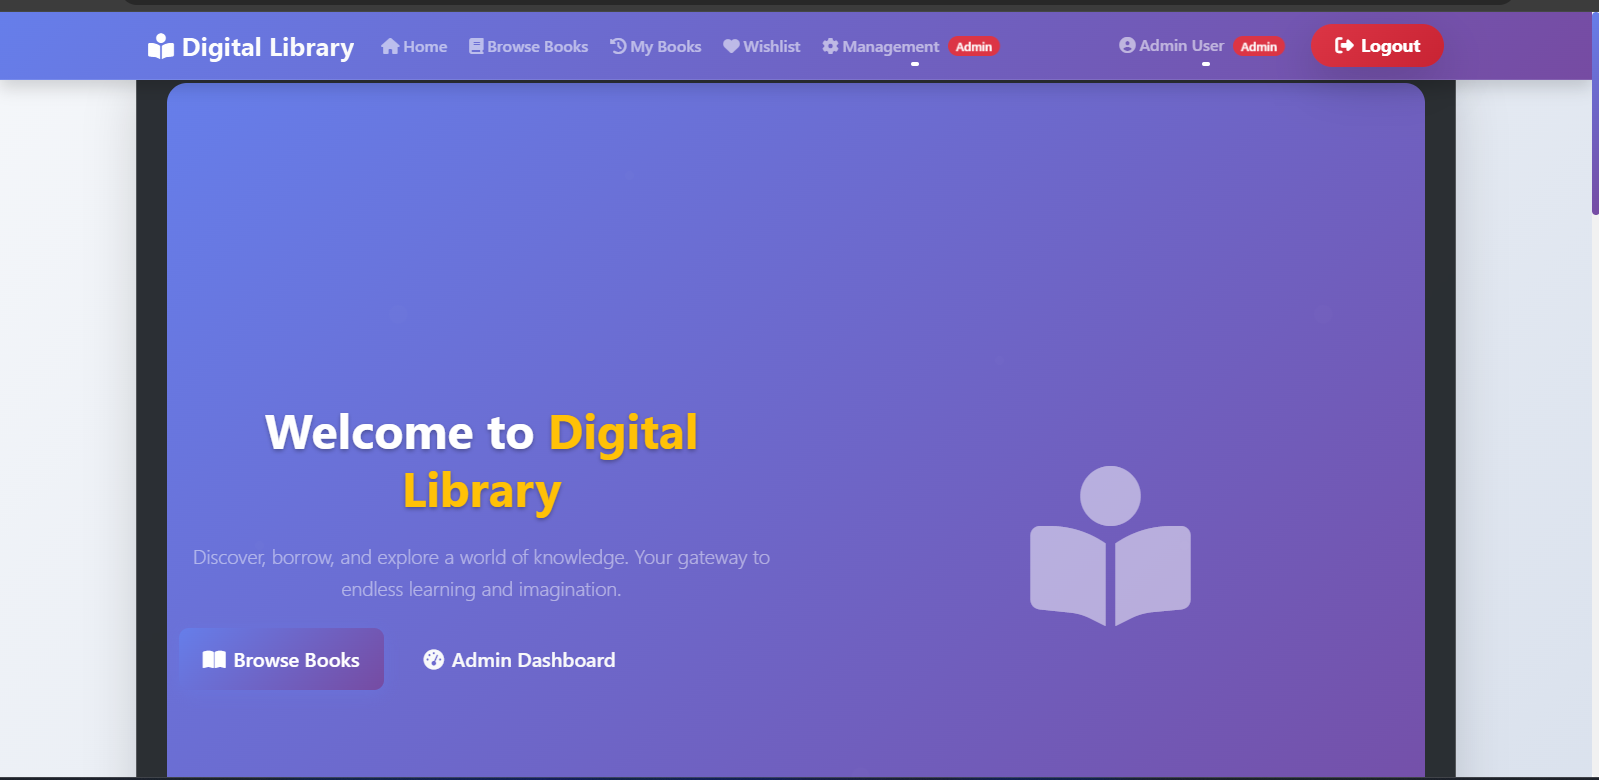 Digital Library Home Browse Books My Books Wishlist Management Admin Admin User Admin Logout
Welcome to Digital
Library
Discover, borrow, and explore a world of knowledge. Your gateway to
endless learning and imagination.
Browse Books Admin Dashboard